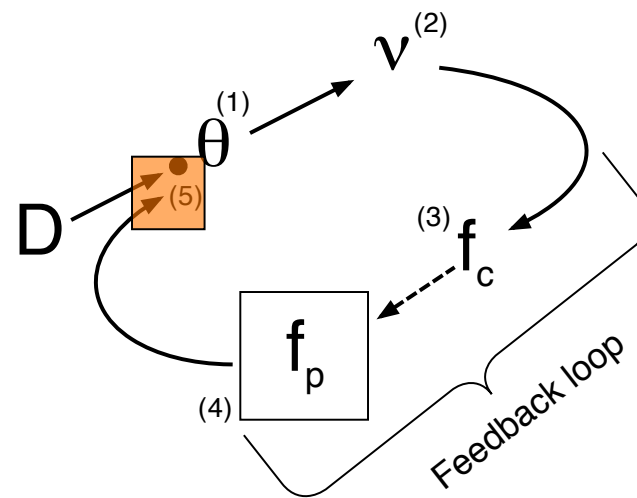 ν(2)
θ(1)
(5)
D
(3) fc
fp
(4)
Feedback loop